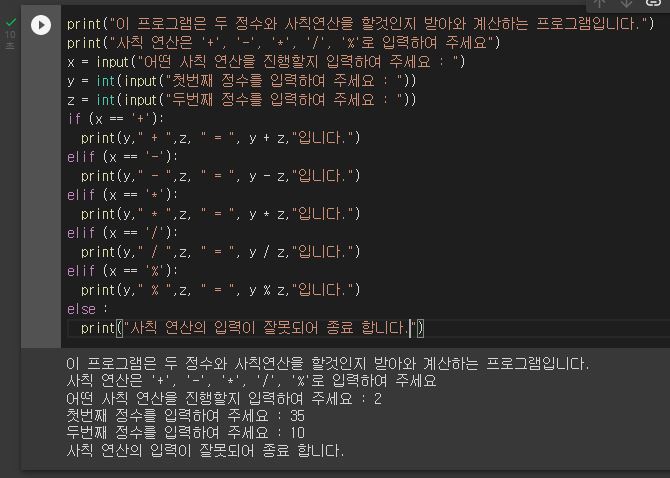 print("이 프로그램은 두 정수와 사칙연산을 할것인지 받아와 계산하는 프로그램입니다.")
print("사칙 연산은 '+', '-', '*', '/', '%'로 입력하여 주세요")
x = input("어떤 사칙 연산을 진행할지 입력하여 주세요 : ")
y = int(input("첫번째 정수를 입력하여 주세요 : "))
z = int(input("두번째 정수를 입력하여 주세요 : "))
if (x == '+'):
  print(y," + ",z, " = ", y + z,"입니다.")
elif (x == '-'):
  print(y," - ",z, " = ", y - z,"입니다.")
elif (x == '*'):
  print(y," * ",z, " = ", y * z,"입니다.")
elif (x == '/'):
  print(y," / ",z, " = ", y / z,"입니다.")
elif (x == '%'):
  print(y," % ",z, " = ", y % z,"입니다.")
else :
  print("사칙 연산의 입력이 잘못되어 종료 합니다.")
10
초
이 프로그램은 두 정수와 사칙연산을 할것인지 받아와 계산하는 프로그램입니다.
사칙 연산은 '+', '-', '*', '/', '%'로 입력하여 주세요
어떤 사칙 연산을 진행할지 입력하여 주세요 : 2
첫번째 정수를 입력하여 주세요 : 35
두번째 정수를 입력하여 주세요 : 10
사칙 연산의 입력이 잘못되어 종료 합니다.